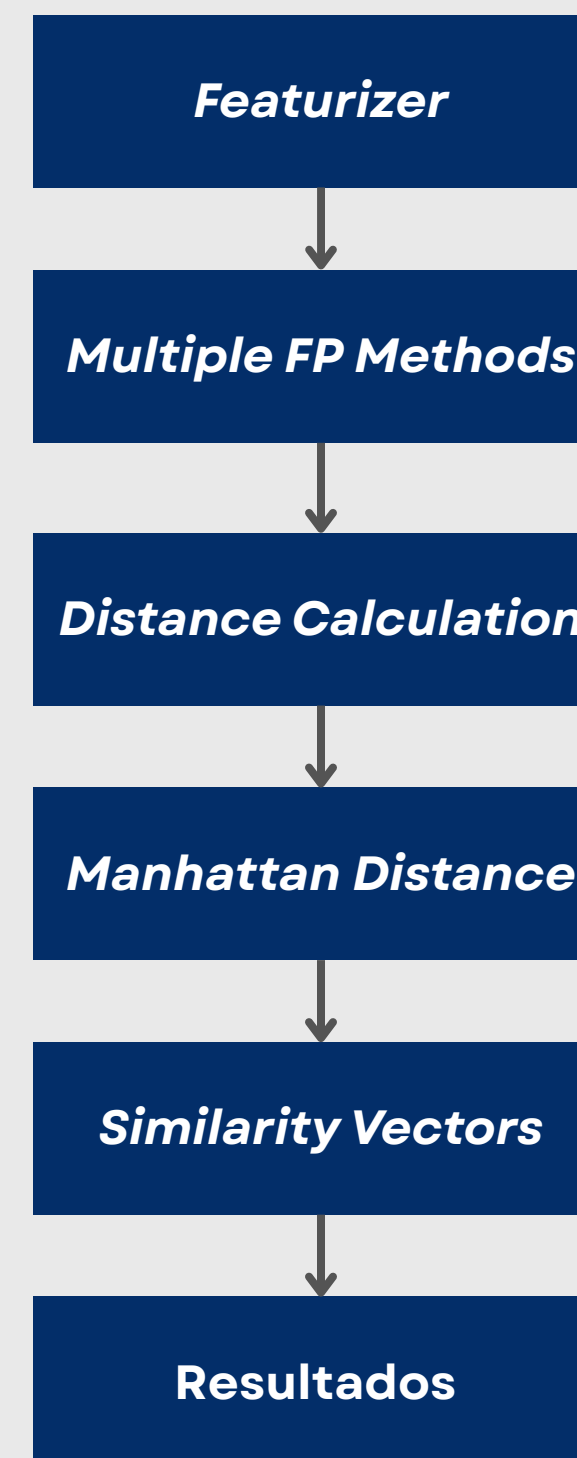 Featurizer
Multiple FP Methods
Distance Calculation
Manhattan Distance
Similarity Vectors
Resultados